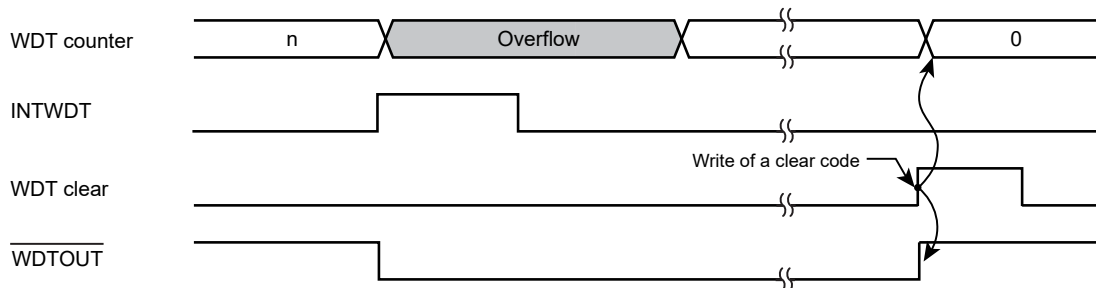 WDT counter
n
Overflow
0
INTWDT
Write of a clear code
WDT clear
WDTOUT